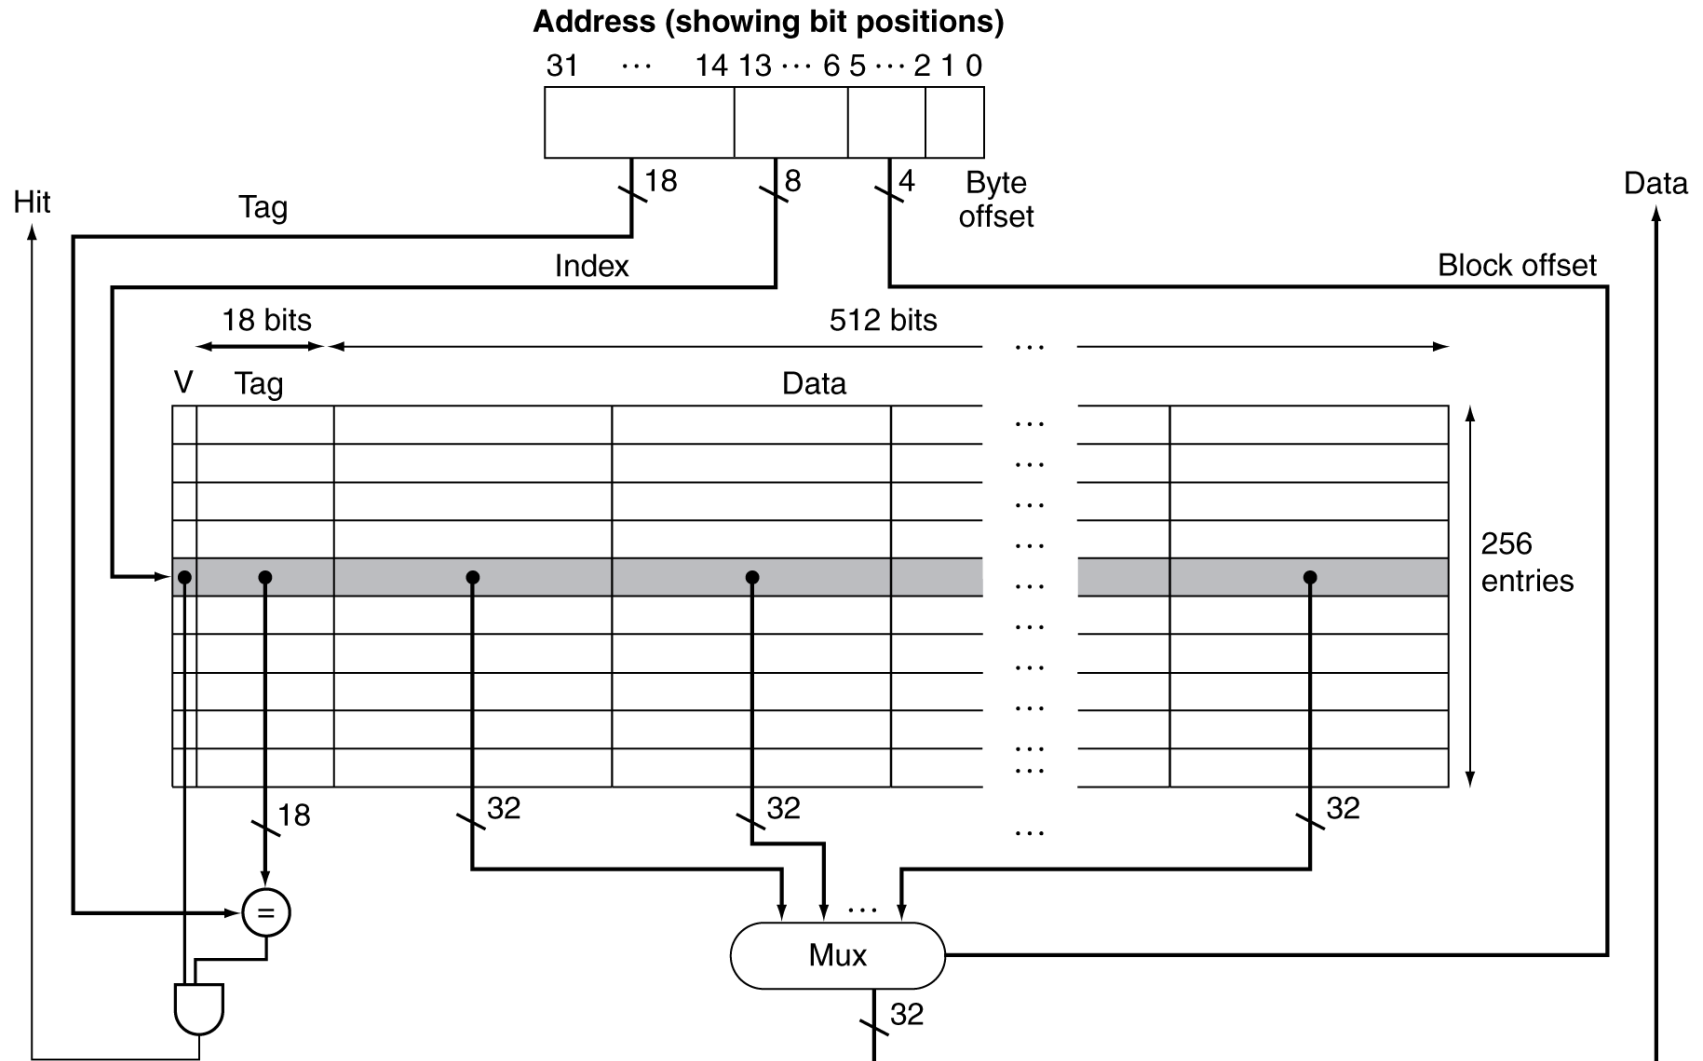 Address (showing bit positions)
31 ··· 14 13 ··· 6 5 ··· 2 1 0
18
8
4
Byte
offset
Hit
Tag
Data
Index
Block offset
18 bits
512 bits
···
V
Tag
Data
···
···
···
···
···
···
···
···
···
···
256
entries
18
32
32
···
32
=
···
Mux
32